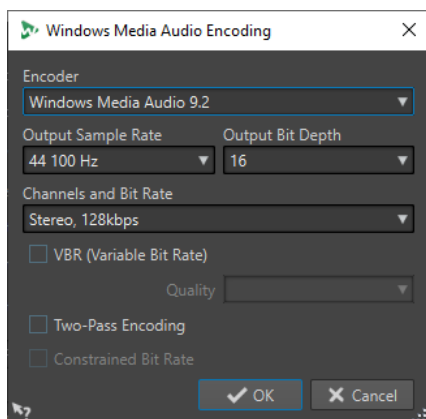 Windows Media Audio Encoding
Encoder
Windows Media Audio 9.2
Output Sample Rate Output Bit Depth
44 100 Hz 16
Channels and Bit Rate
Stereo, 128kbps
VBR (Variable Bit Rate)
Quality
Two-Pass Encoding
Constrained Bit Rate
OK Cancel
?